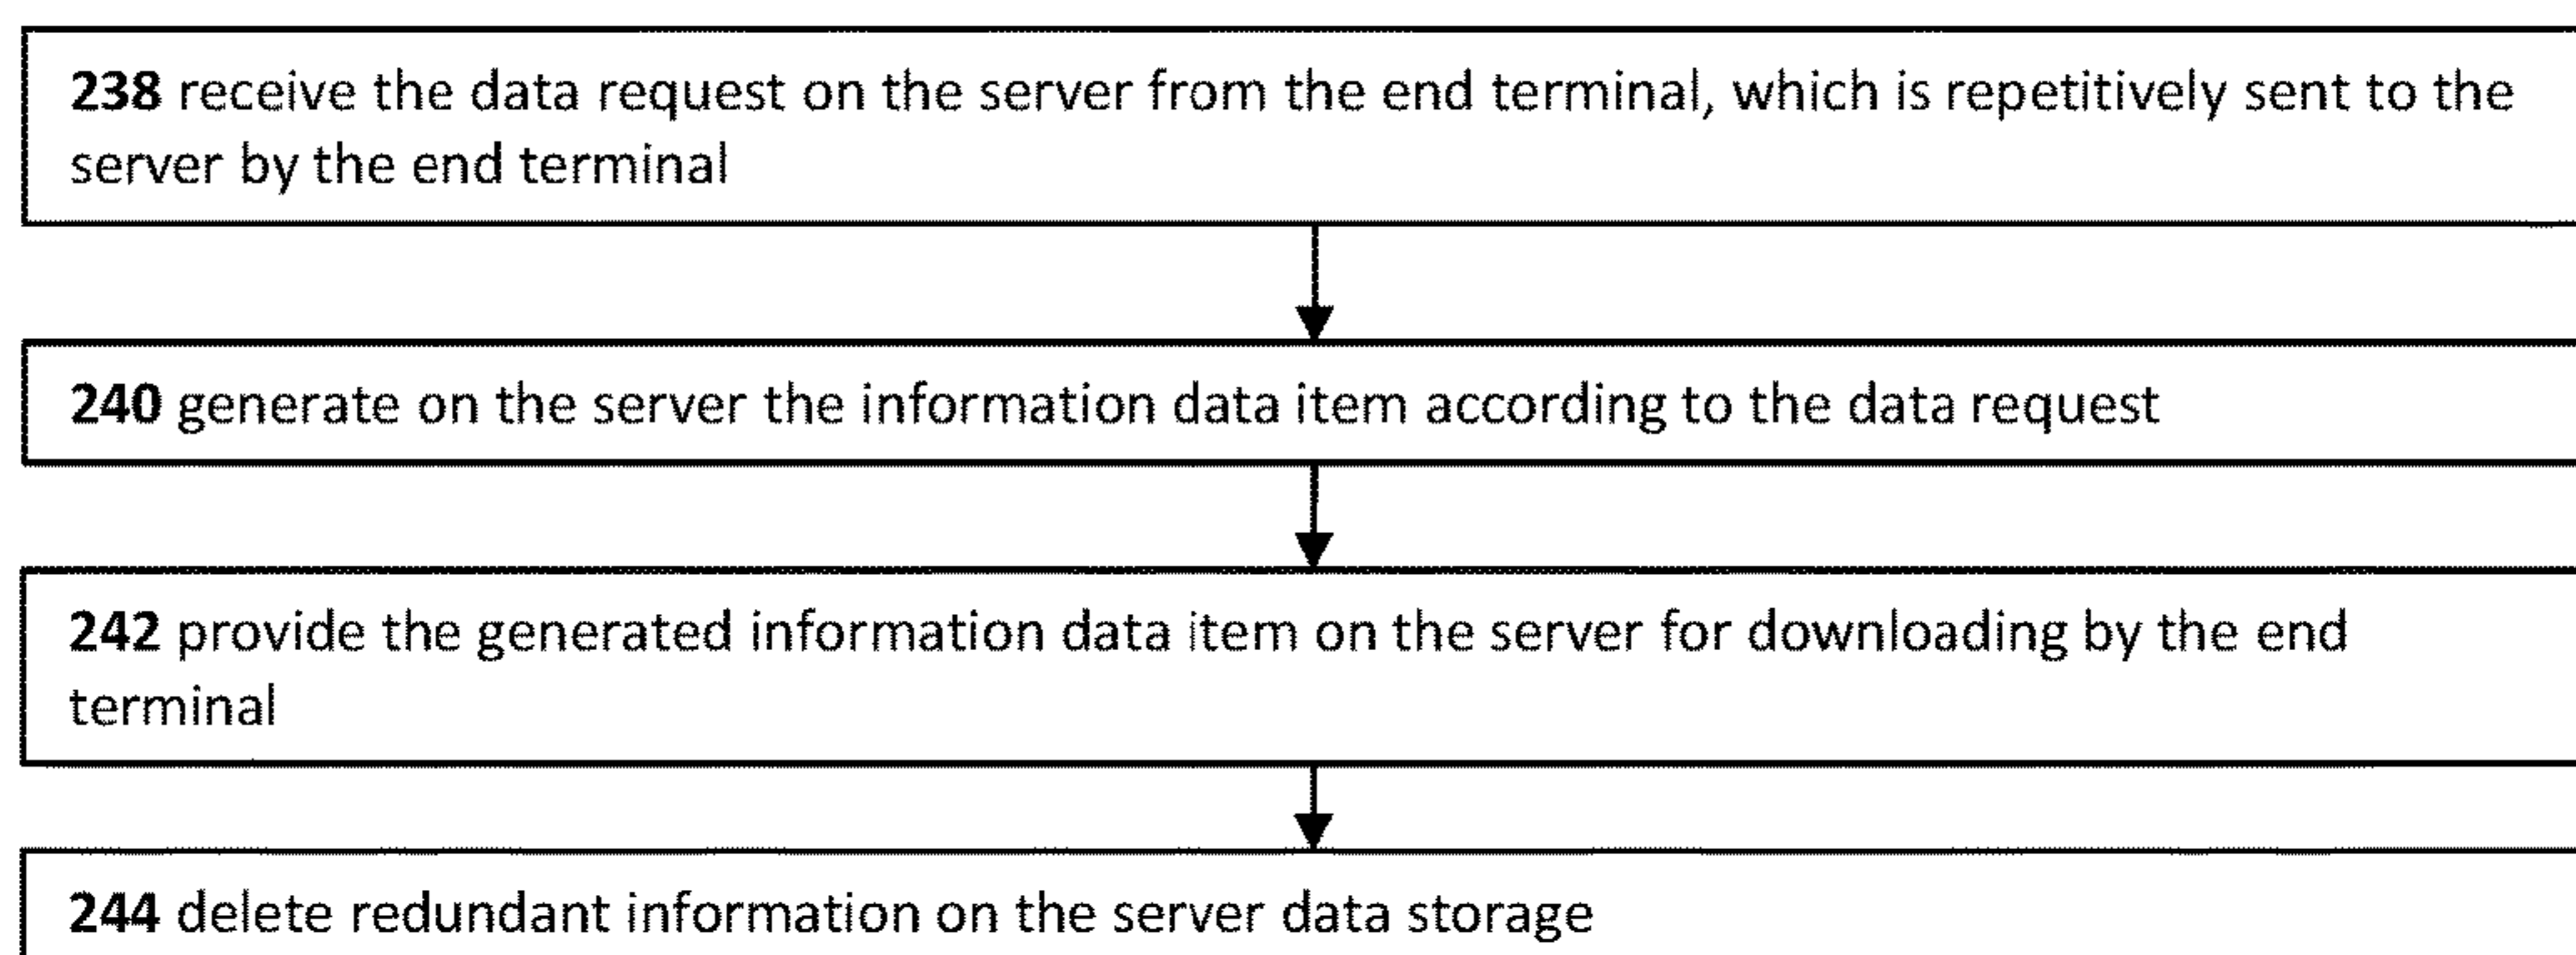 238 receive the data request on the server from the end terminal, which is repetitively sent to the
server by the end terminal
240 generate on the server the information data item according to the data request
242 provide the generated information data item on the server for downloading by the end
terminal
244 delete redundant information on the server data storage